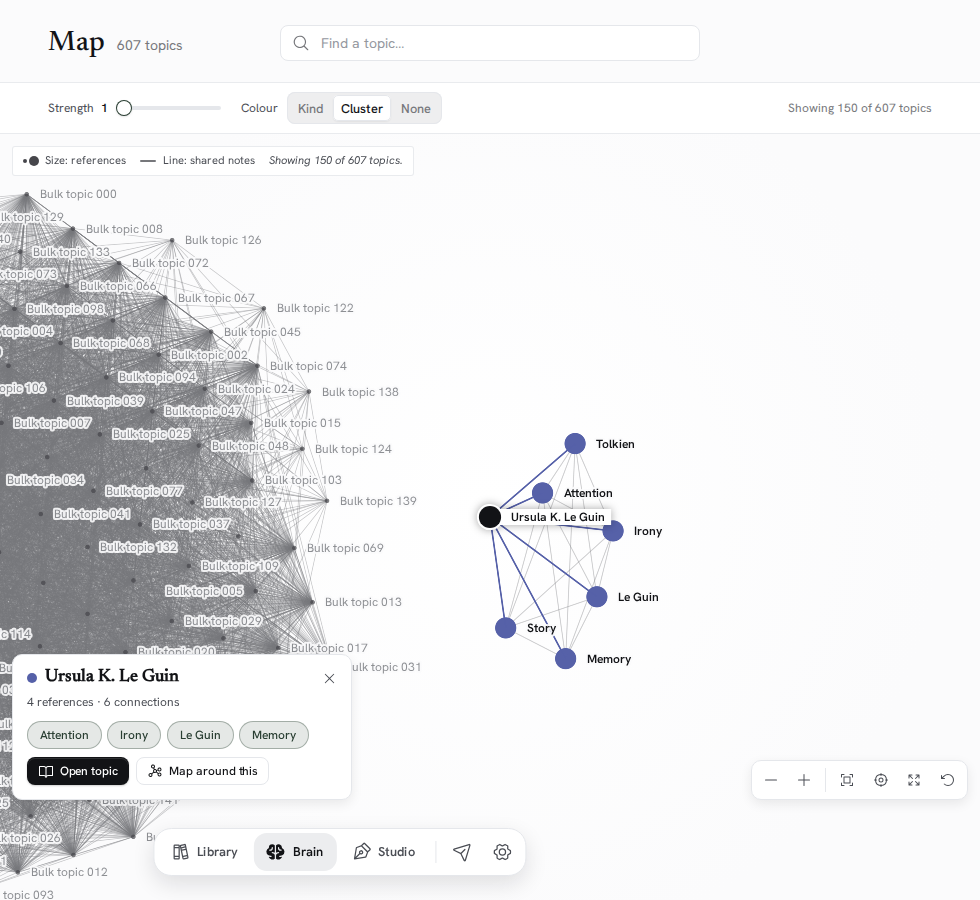 Map 607 topics
Find a topic...
Strength 1
Colour Kind Cluster None
Showing 150 of 607 topics
Size: references Line: shared notes Showing 150 of 607 topics.
Bulk topic 000
lk topic 129
Bulk topic 008
40
Bulk topic 126
Bulk topic 133
Bulk topic 072
topic 073
Bulk topic 066
Bulk topic 067
Bulk topic 098
Bulk topic 122
topic 004
Bulk topic 045
Bulk topic 068
Bulk topic 002
Bulk topic 074
Bulk topic 094
opic 106
Bulk topic 024
Bulk topic 138
Bulk topic 039
Bulk topic 047
Bulk topic 007
Bulk topic 015
Bulk topic 025
Bulk topic 048
Bulk topic 124
Bulk topic 034
Bulk topic 103
Bulk topic 077
Bulk topic 127
Bulk topic 139
Bulk topic 041
Bulk topic 037
Bulk topic 132
Bulk topic 069
Bulk topic 109
Bulk topic 005
Bulk topic 013
Bulk topic 029
c 114
Bulk topic 017
Bulk topic 020
ulk topic 031
Tolkien
Attention
Ursula K. Le Guin
Irony
Le Guin
Story
Memory
Ursula K. Le Guin
4 references · 6 connections
Attention Irony Le Guin Memory
Open topic Map around this
Bulk topic 141
lk topic 026
Bulk topic 012
topic 093
Library Brain Studio